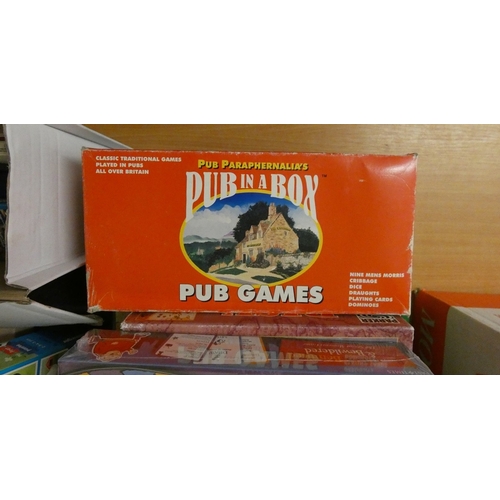 CLASSIC TRADITIONAL GAMES
PLAYED IN PUBS
ALL OVER BRITAIN
PUB PARAPHERNALIA'S
PUB IN A BOX
PUB GAMES
NINE MENS MORRIS
CRIBBAGE
DICE
DRAUGHTS
PLAYING CARDS
DOMINOES
Bewildered